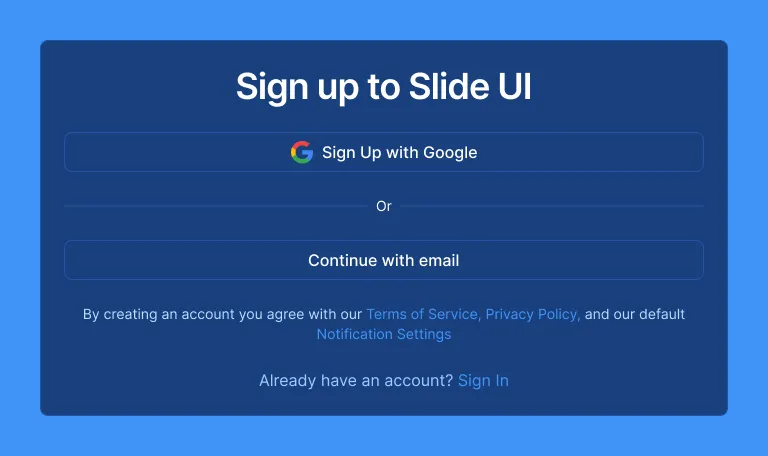 Sign up to Slide UI
Sign Up with Google
Or
Continue with email
By creating an account you agree with our Terms of Service, Privacy Policy, and our default
Notification Settings
Already have an account? Sign In